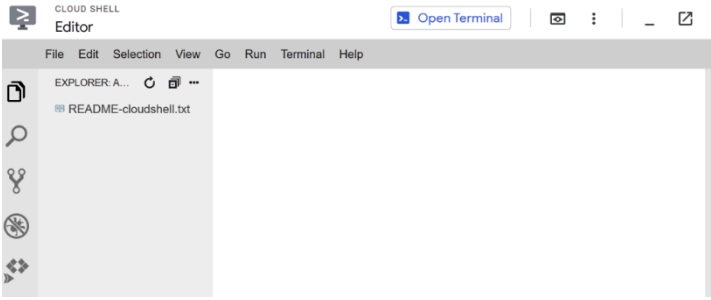 CLOUD SHELL
Editor
Open Terminal
File Edit Selection View Go Run Terminal Help
EXPLORER: A...
README-cloudshell.txt